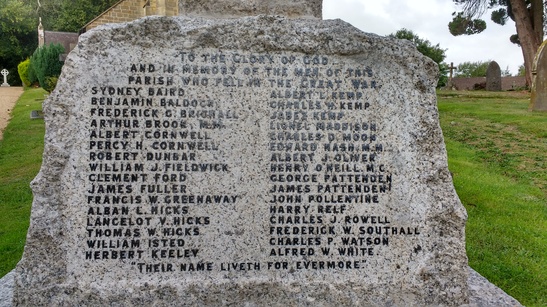 TO THE GLORY OF GOD
AND IN MEMORY OF THE MEN OF THIS
PARISH WHO FELL IN THE GREAT WAR.
SYDNEY BAIRD
BENJAMIN BALDOCK
FREDERICK G. BRIGNALL
ARTHUR BROOK, M.M.
ALBERT CORNWELL
PERCY H. CORNWELL
ROBERT DUNBAR
WILLIAM J. FIELDWICK
CLEMENT FORD
JAMES FULLER
FRANCIS W. GREENAWAY
ALBAN L. HICKS
LANCELOT V. HICKS
THOMAS W. HICKS
WILLIAM ISTED
HERBERT KEELEY
ALBERT L. KEMP
CHARLES H. KEMP
JABEZ KEMP
LIONEL MADDISON
CHARLES D. MOON
EDWARD NASH, M.M.
ALBERT J. OLIVER
HENRY O'NEILL, M.C.
GEORGE PATTENDEN
JAMES PATTENDEN
JOHN POLLENTINE
HARRY RELF
CHARLES J. ROWELL
FREDERICK W. SOUTHALL
CHARLES P. WATSON
ALFRED W. WHITE
"THEIR NAME LIVETH FOR EVERMORE."